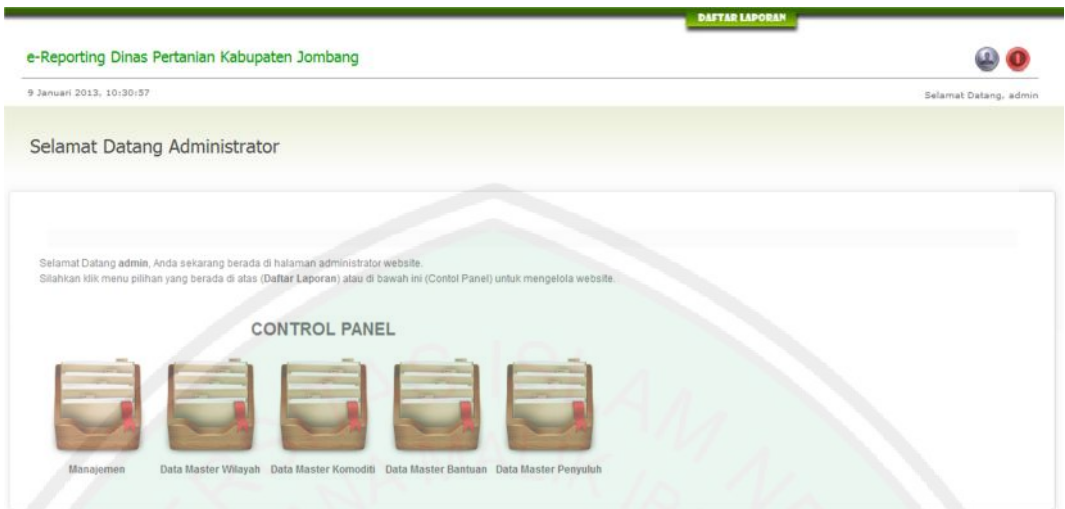 DAFTAR LAPORAN
e-Reporting Dinas Pertanian Kabupaten Jombang
9 Januari 2013, 10:30:57
Selamat Datang, admin
Selamat Datang Administrator
Selamat Datang admin, Anda sekarang berada di halaman administrator website.
Silahkan klik menu pilihan yang berada di atas (Daftar Laporan) atau di bawah ini (Contol Panel) untuk mengelola website.
CONTROL PANEL
Manajemen Data Master Wilayah Data Master Komoditi Data Master Bantuan Data Master Penyuluh